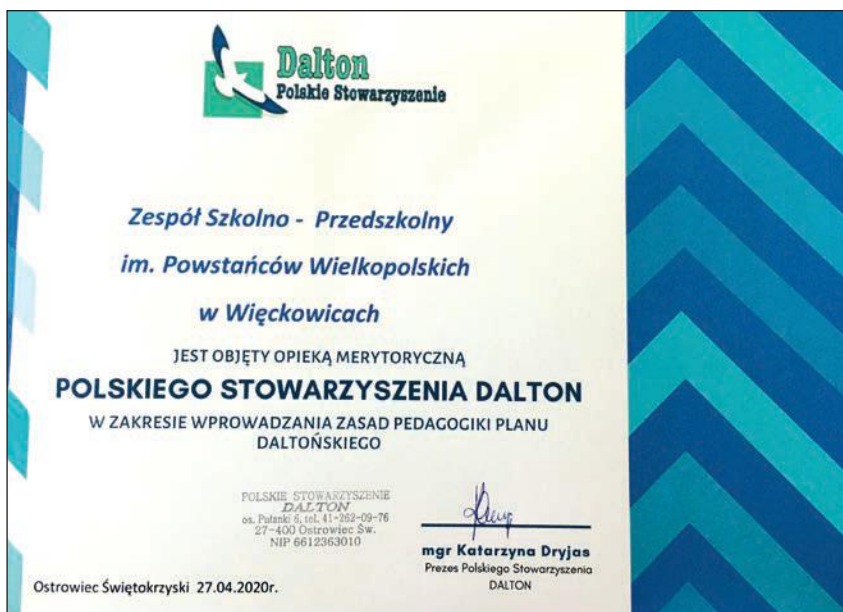 Dalton
Polskie Stowarzyszenie
Zespół Szkolno - Przedszkolny
im. Powstańców Wielkopolskich
w Więckowicach
JEST OBJĘTY OPIEKĄ MERYTORYCZNĄ
POLSKIEGO STOWARZYSZENIA DALTON
W ZAKRESIE WPROWADZANIA ZASAD PEDAGOGIKI PLANU
DALTOŃSKIEGO
POLSKIE STOWARZYSZENIE
DALTON
os. Pułanki 6, tel. 41-262-09-76
27-400 Ostrowiec Św.
NIP 6612363010
mgr Katarzyna Dryjas
Prezes Polskiego Stowarzyszenia
DALTON
Ostrowiec Świętokrzyski 27.04.2020r.